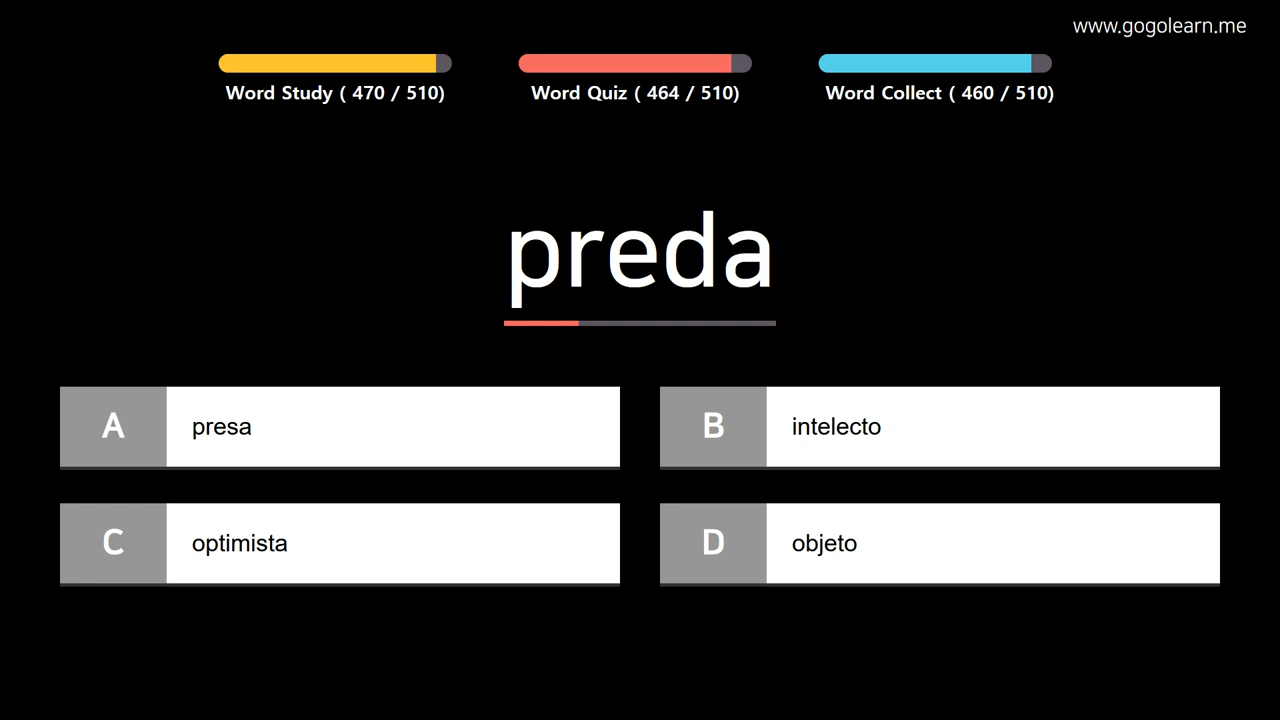 www.gogolearn.me
Word Study ( 470 / 510)
Word Quiz ( 464 / 510)
Word Collect ( 460 / 510)
preda
A presa
B intelecto
C optimista
D objeto